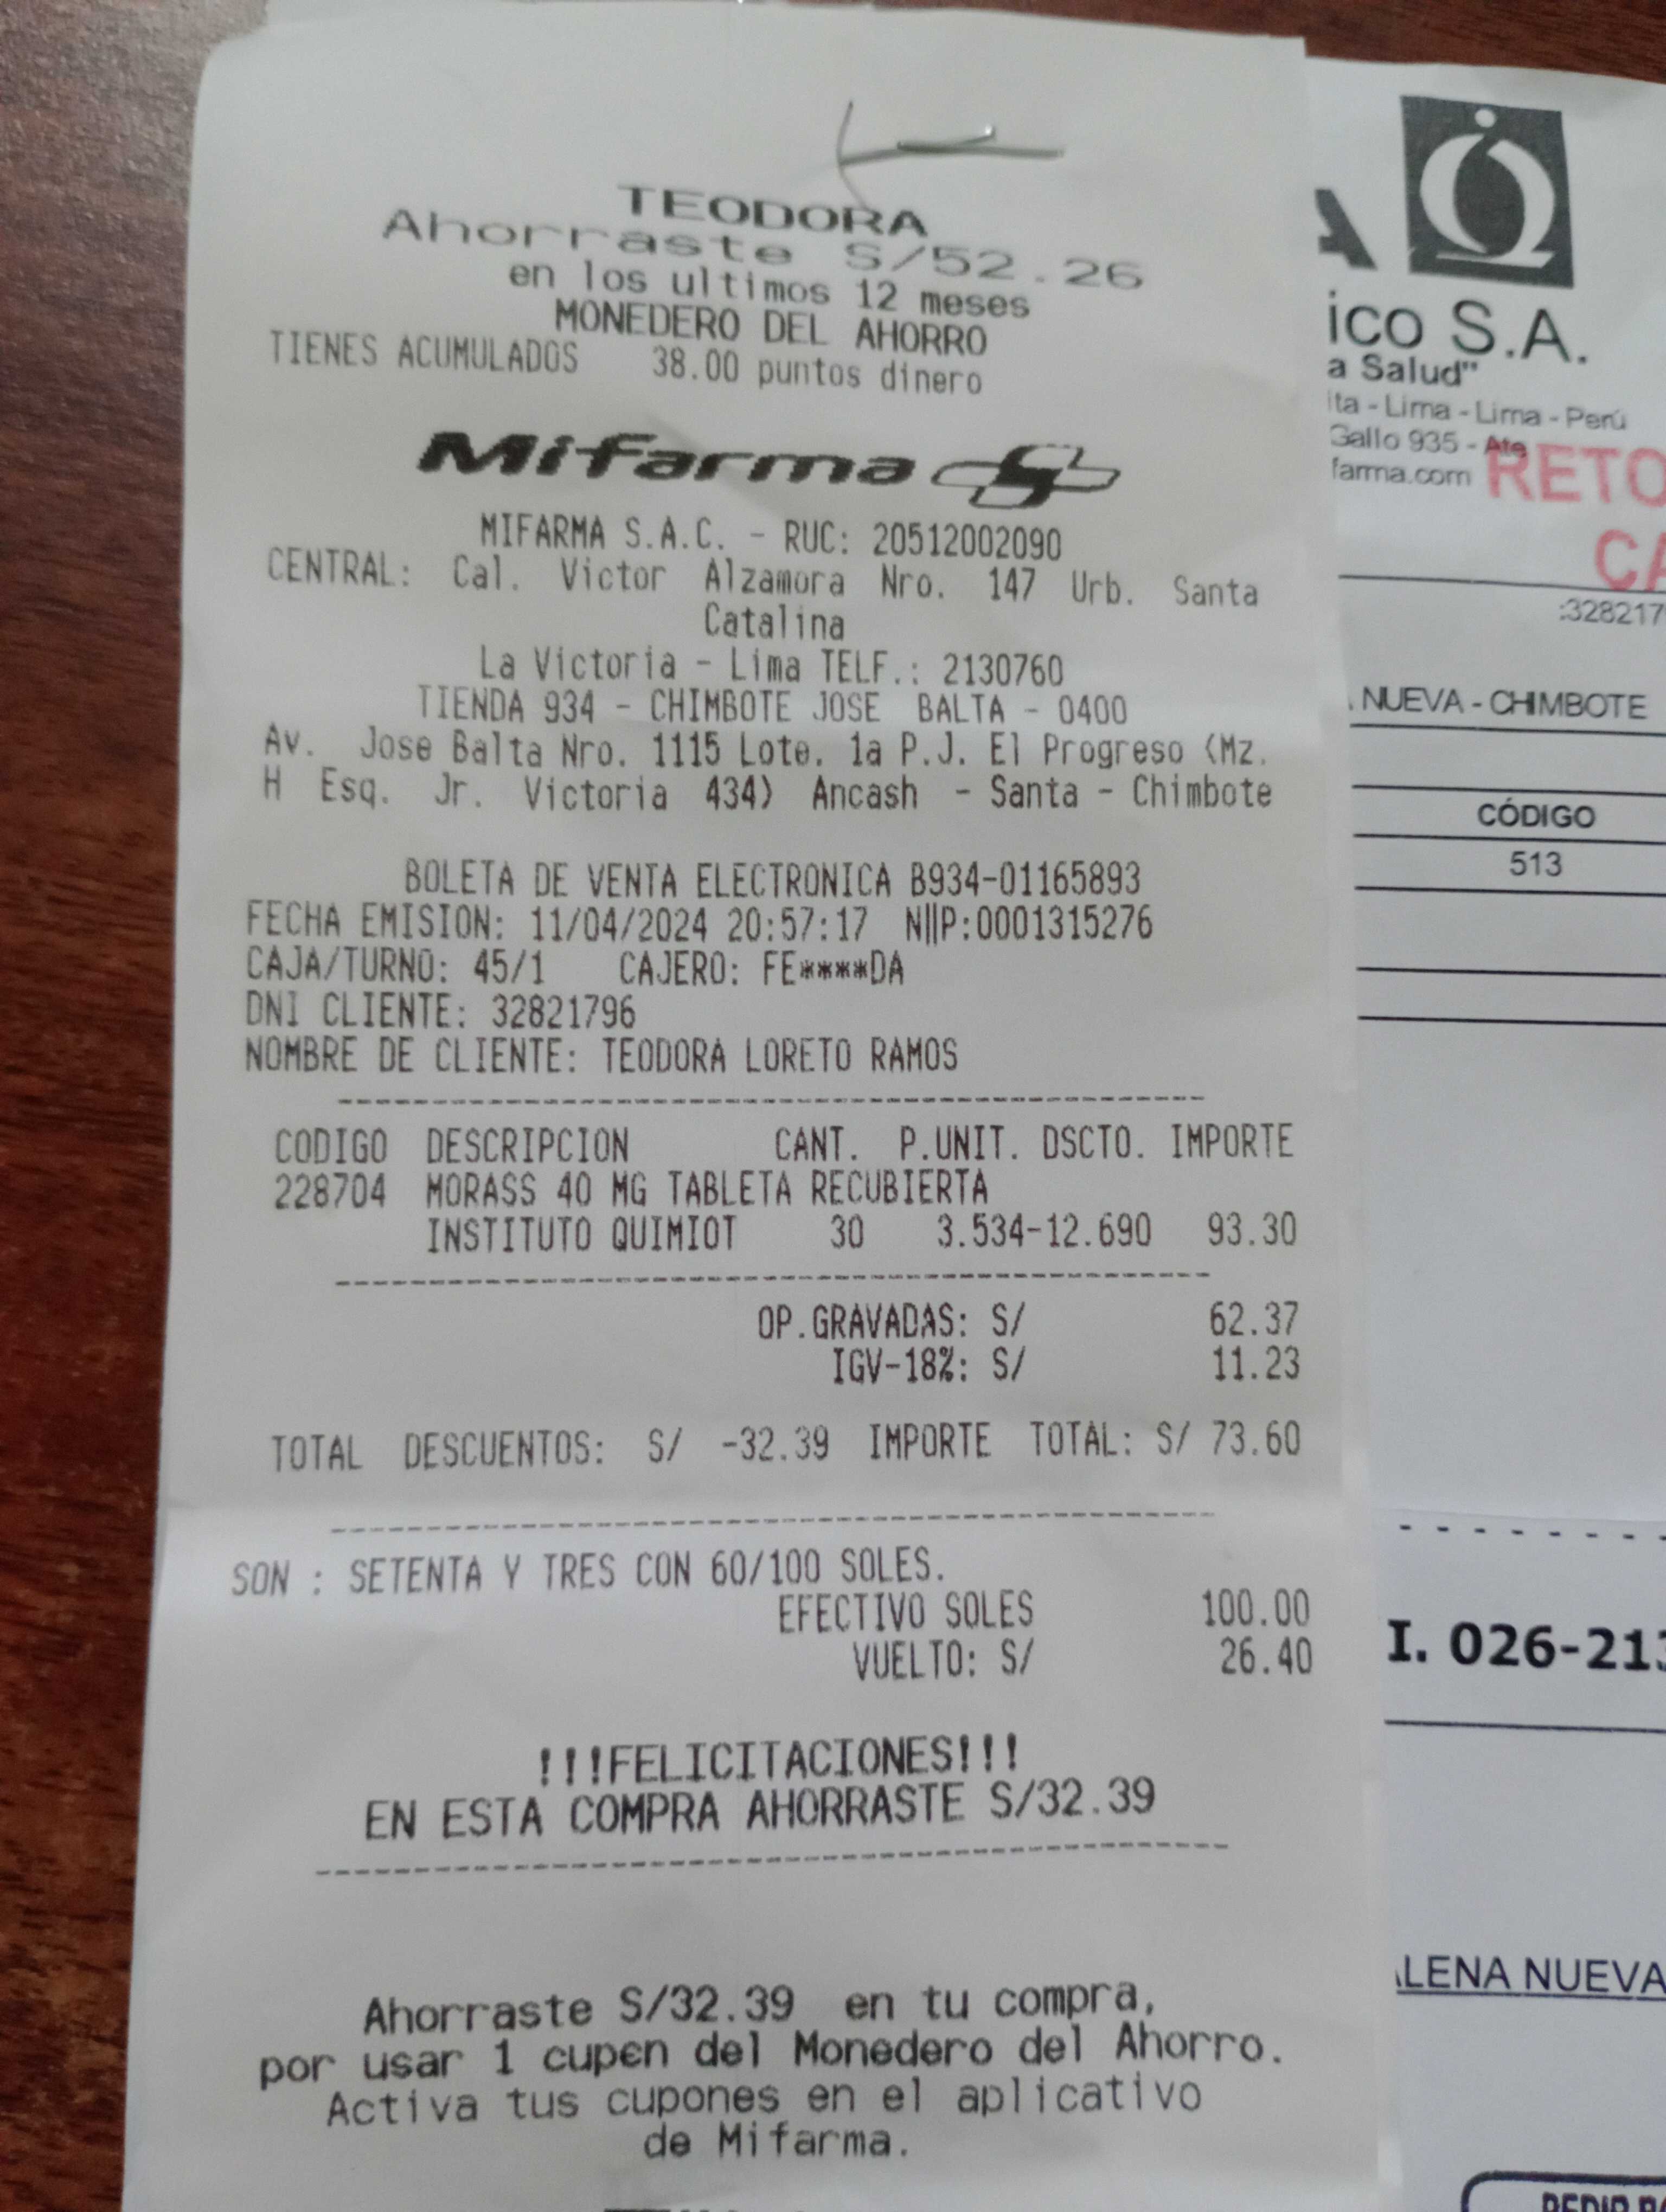 TEODORA
Ahorraste S/52.26
en los ultimos 12 meses
MONEDERO DEL AHORRO
TIENES ACUMULADOS 38.00 puntos dinero
Mifarma
MIFARMA S.A.C. - RUC: 20512002090
CENTRAL: Cal. Victor Alzamora Nro. 147 Urb. Santa
Catalina
La Victoria - Lima TELF.: 2130760
TIENDA 934 - CHIMBOTE JOSE BALTA - 0400
Av. Jose Balta Nro. 1115 Lote. 1a P.J. El Progreso (Mz.
H Esq. Jr. Victoria 434) Ancash - Santa - Chimbote
BOLETA DE VENTA ELECTRONICA B934-01165893
FECHA EMISION: 11/04/2024 20:57:17 N||P:0001315276
CAJA/TURNO: 45/1 CAJERO: FE****DA
DNI CLIENTE: 32821796
NOMBRE DE CLIENTE: TEODORA LORETO RAMOS
CODIGO DESCRIPCION CANT. P.UNIT. DSCTO. IMPORTE
228704 MORASS 40 MG TABLETA RECUBIERTA
INSTITUTO QUIMIOT 30 3.534-12.690 93.30
OP.GRAVADAS: S/ 62.37
IGV-18%: S/ 11.23
TOTAL DESCUENTOS: S/ -32.39 IMPORTE TOTAL: S/ 73.60
SON : SETENTA Y TRES CON 60/100 SOLES.
EFECTIVO SOLES 100.00
VUELTO: S/ 26.40
!!!FELICITACIONES!!!
EN ESTA COMPRA AHORRASTE S/32.39
Ahorraste S/32.39 en tu compra,
por usar 1 cupen del Monedero del Ahorro.
Activa tus cupones en el aplicativo
de Mifarma.
A
ico S.A.
a Salud"
ita - Lima - Lima - Perú
Gallo 935 - Ate
farma.com
RETO
CA
:328217
NUEVA - CHIMBOTE
CÓDIGO
513
I. 026-213
LENA NUEVA